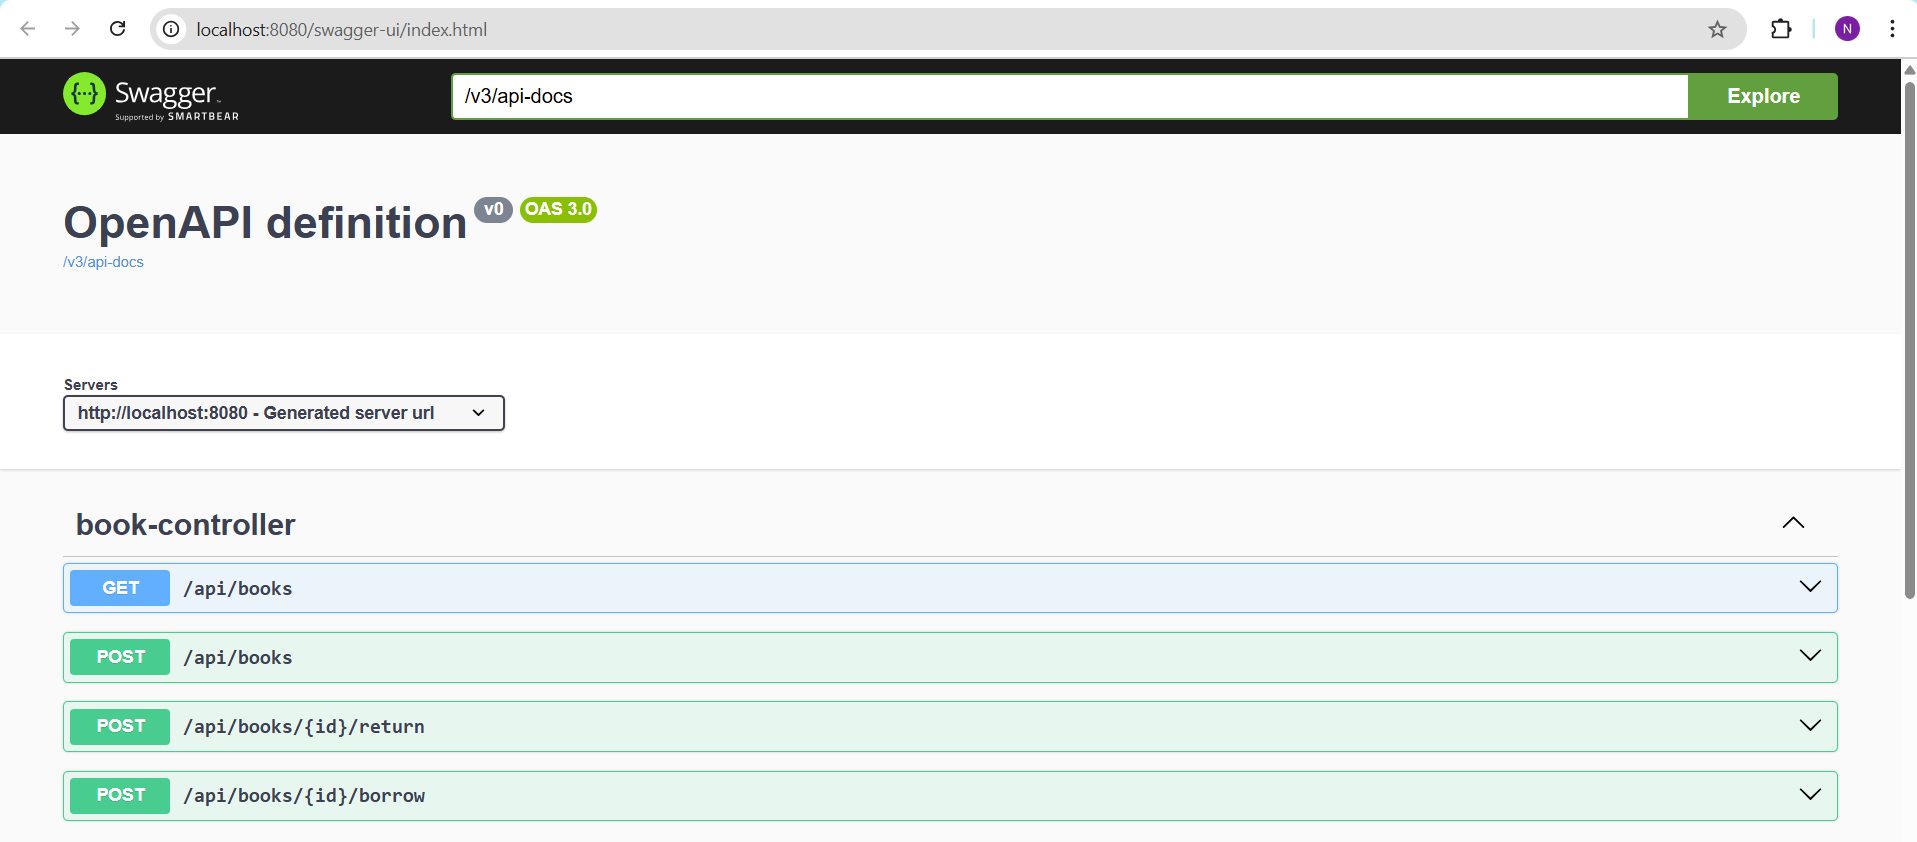 localhost:8080/swagger-ui/index.html
N
{···} Swagger
Supported by SMARTBEAR
/v3/api-docs
Explore
OpenAPI definition v0 OAS 3.0
/v3/api-docs
Servers
http://localhost:8080 - Generated server url
book-controller
GET /api/books
POST /api/books
POST /api/books/{id}/return
POST /api/books/{id}/borrow